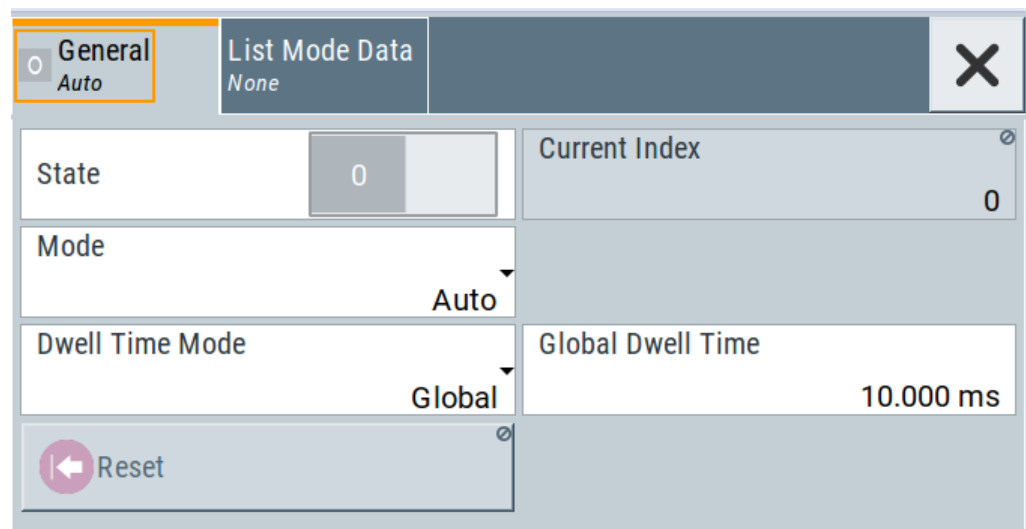 0
General
Auto
List Mode Data
None
State
0
Current Index
0
Mode
Auto
Dwell Time Mode
Global
Global Dwell Time
10.000 ms
Reset